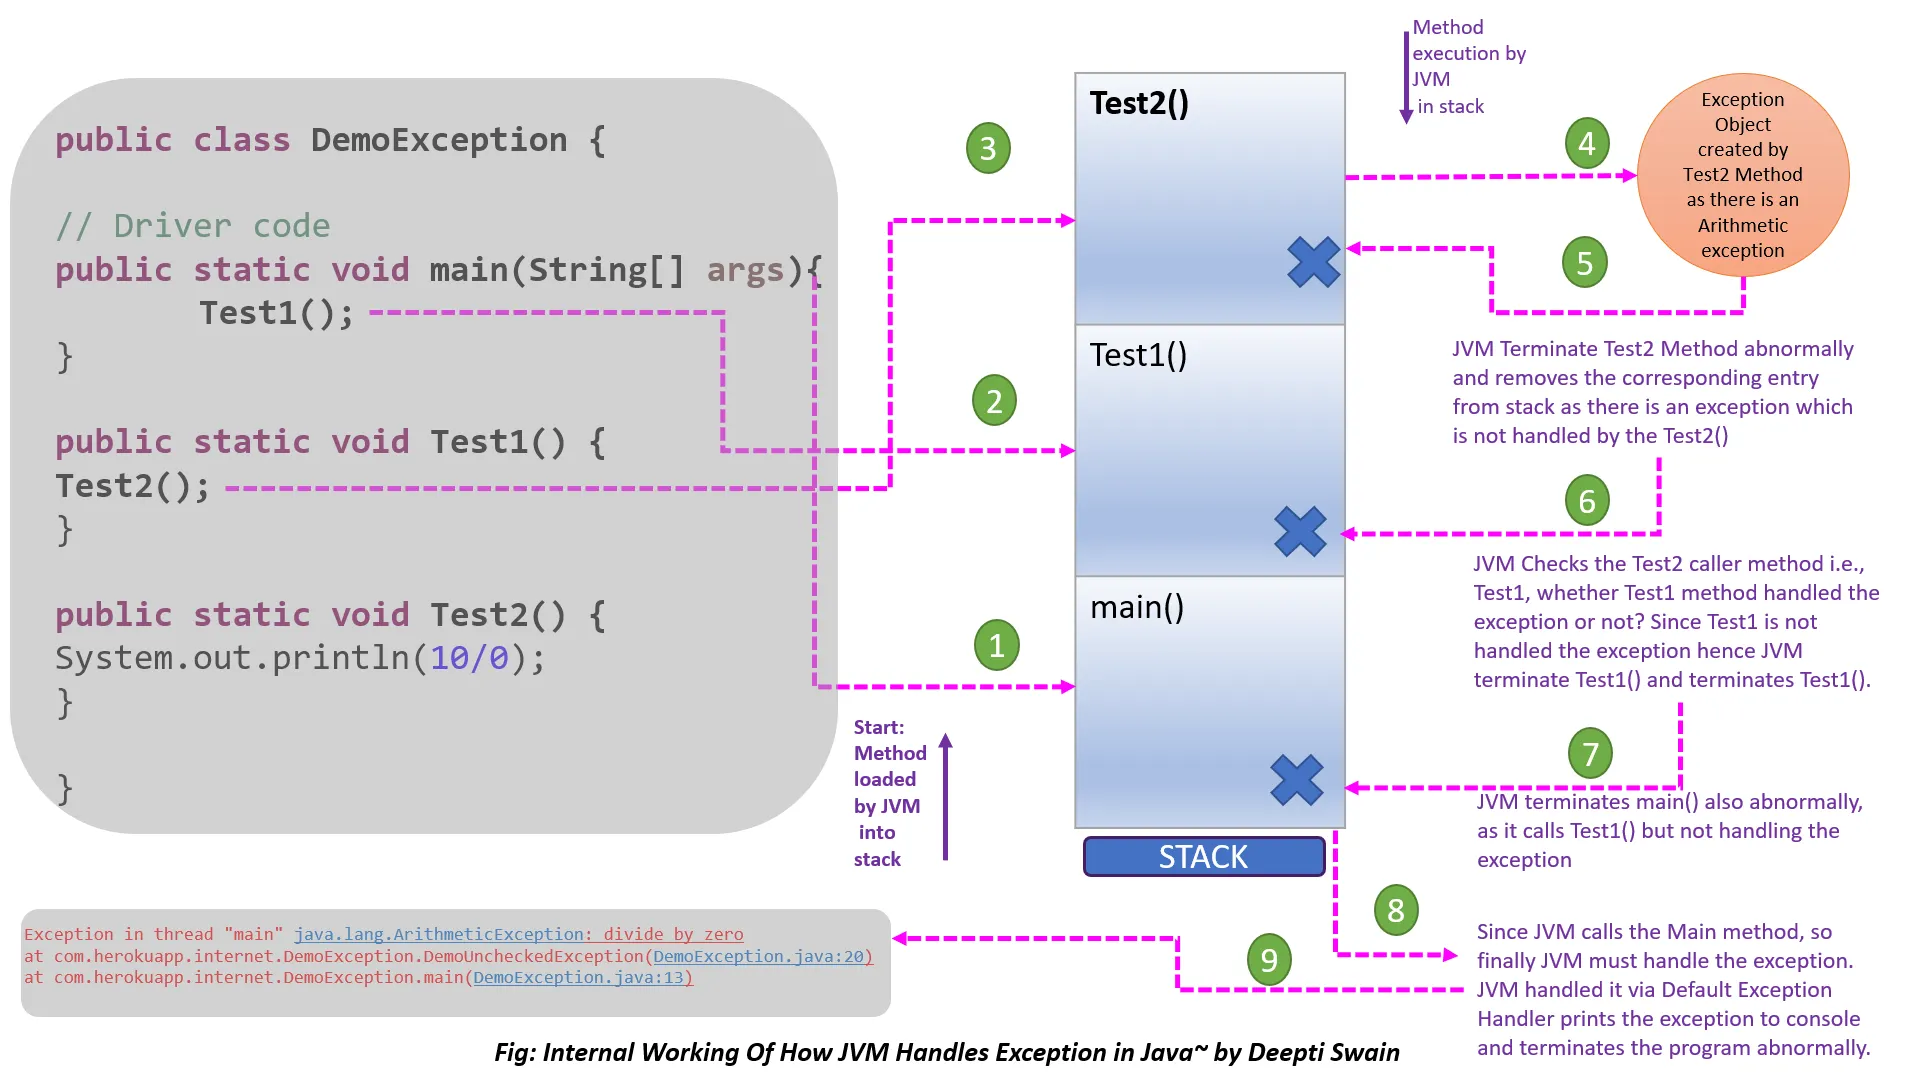 public class DemoException {
// Driver code
public static void main(String[] args){
Test1();
}
public static void Test1() {
Test2();
}
public static void Test2() {
System.out.println(10/0);
}
}
3
2
1
Start:
Method
loaded
by JVM
into
stack
Test2()
Test1()
main()
STACK
Method
execution by
JVM
in stack
4
Exception
Object
created by
Test2 Method
as there is an
Arithmetic
exception
5
JVM Terminate Test2 Method abnormally
and removes the corresponding entry
from stack as there is an exception which
is not handled by the Test2()
6
JVM Checks the Test2 caller method i.e.,
Test1, whether Test1 method handled the
exception or not? Since Test1 is not
handled the exception hence JVM
terminate Test1() and terminates Test1().
7
JVM terminates main() also abnormally,
as it calls Test1() but not handling the
exception
8
Since JVM calls the Main method, so
finally JVM must handle the exception.
JVM handled it via Default Exception
Handler prints the exception to console
and terminates the program abnormally.
9
Exception in thread "main" java.lang.ArithmeticException: divide by zero
at com.herokuapp.internet.DemoException.DemoUncheckedException(DemoException.java:20)
at com.herokuapp.internet.DemoException.main(DemoException.java:13)
Fig: Internal Working Of How JVM Handles Exception in Java~ by Deepti Swain